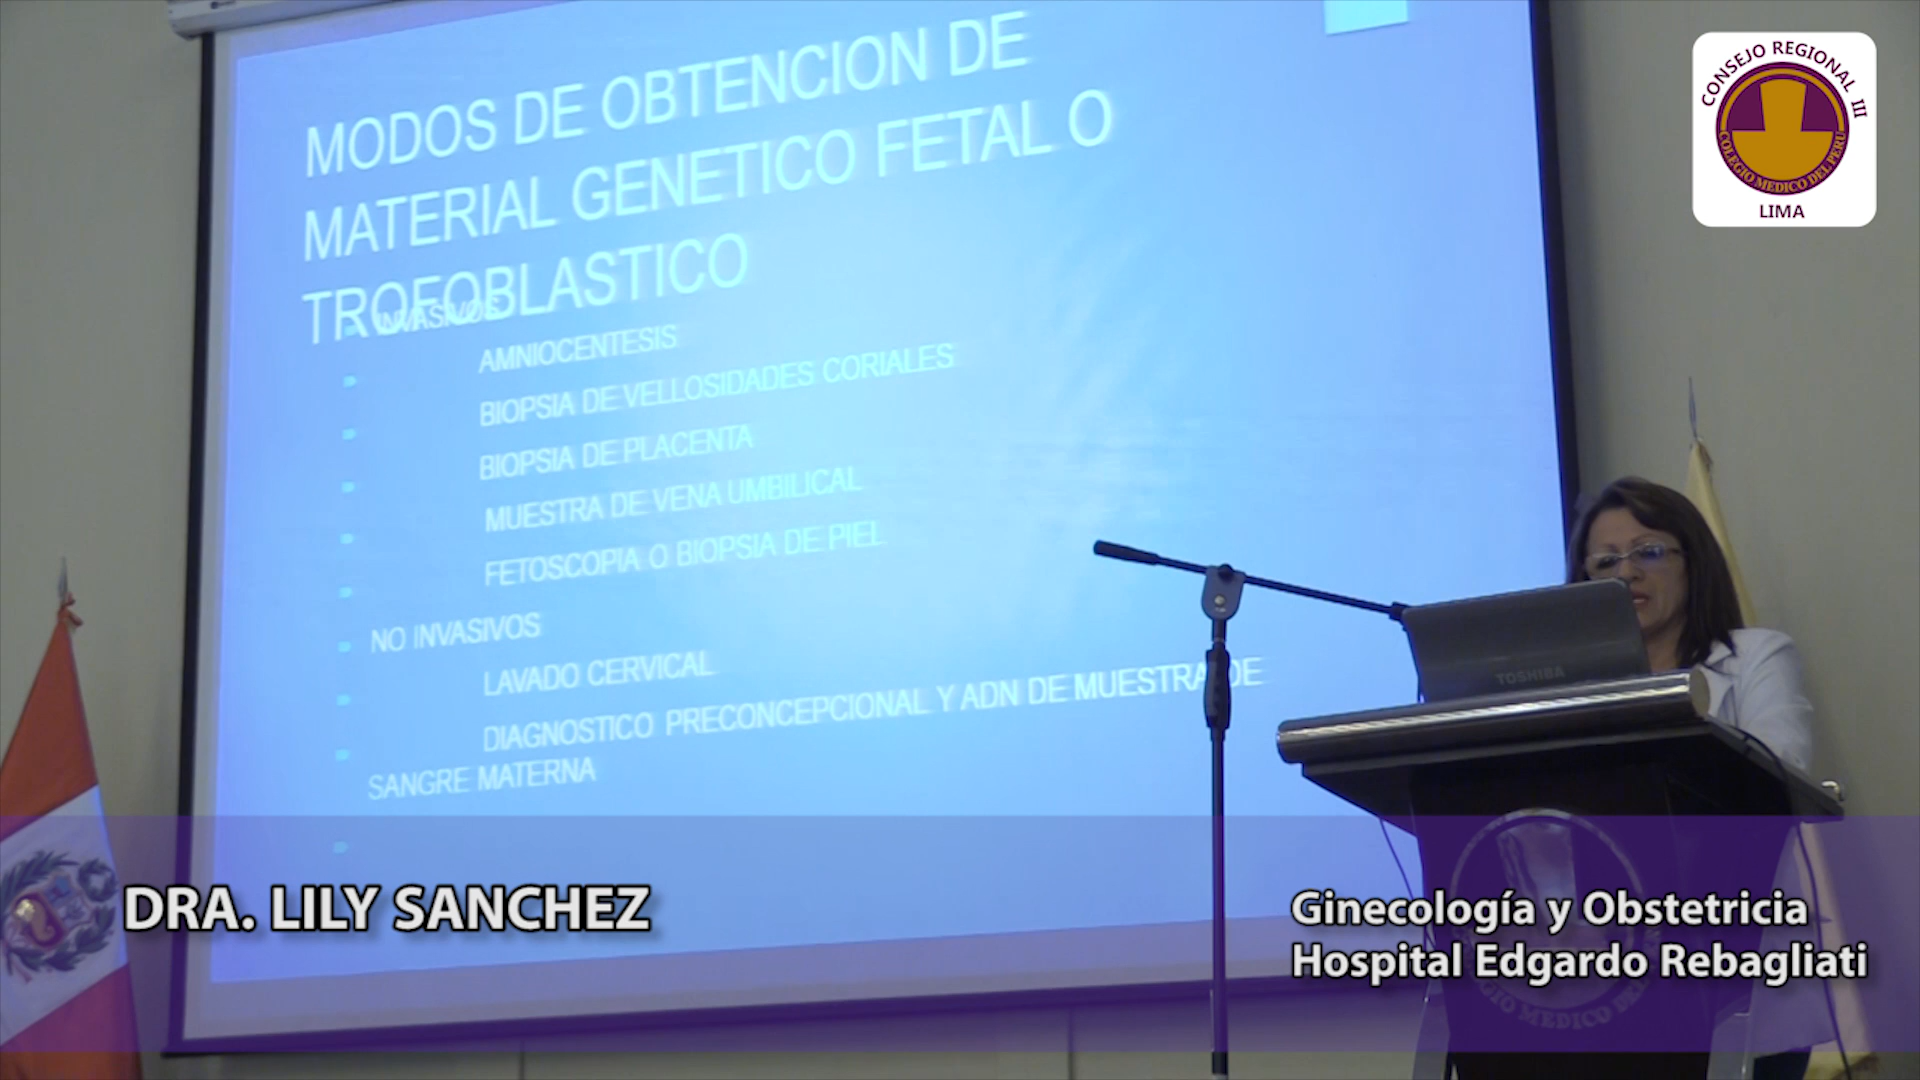 MODOS DE OBTENCION DE
MATERIAL GENETICO FETAL O
TROFOBLASTICO
INVASIVOS
AMNIOCENTESIS
BIOPSIA DE VELLOSIDADES CORIALES
BIOPSIA DE PLACENTA
MUESTRA DE VENA UMBILICAL
FETOSCOPIA O BIOPSIA DE PIEL
NO INVASIVOS
LAVADO CERVICAL
DIAGNOSTICO PRECONCEPCIONAL Y ADN DE MUESTRA DE
SANGRE MATERNA
CONSEJO REGIONAL III
COLEGIO MEDICO DEL PERU
LIMA
TOSHIBA
DRA. LILY SANCHEZ
Ginecología y Obstetricia
Hospital Edgardo Rebagliati
MEDICO DEL